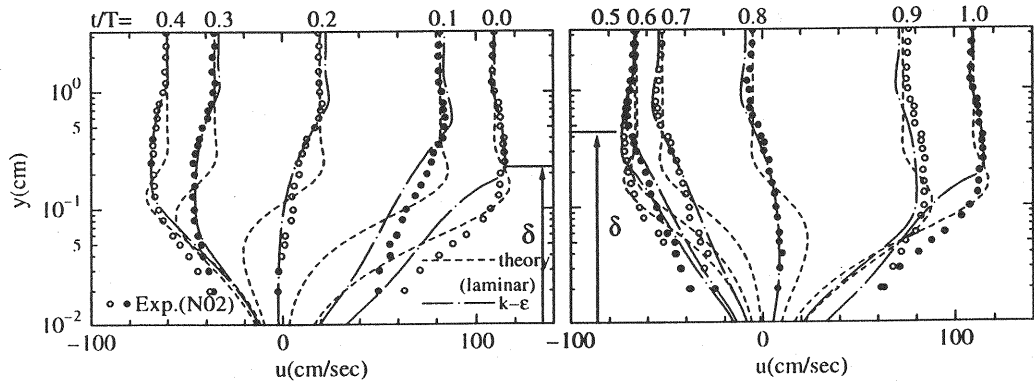 t/T= 0.4 0.3 0.2 0.1 0.0 0.5 0.6 0.7 0.8 0.9 1.0
10⁰
5
10⁻¹
5
10⁻²
y(cm)
δ
theory
(laminar)
k−ε
Exp.(N02)
δ
−100 0 100 −100 0 100
u(cm/sec) u(cm/sec)